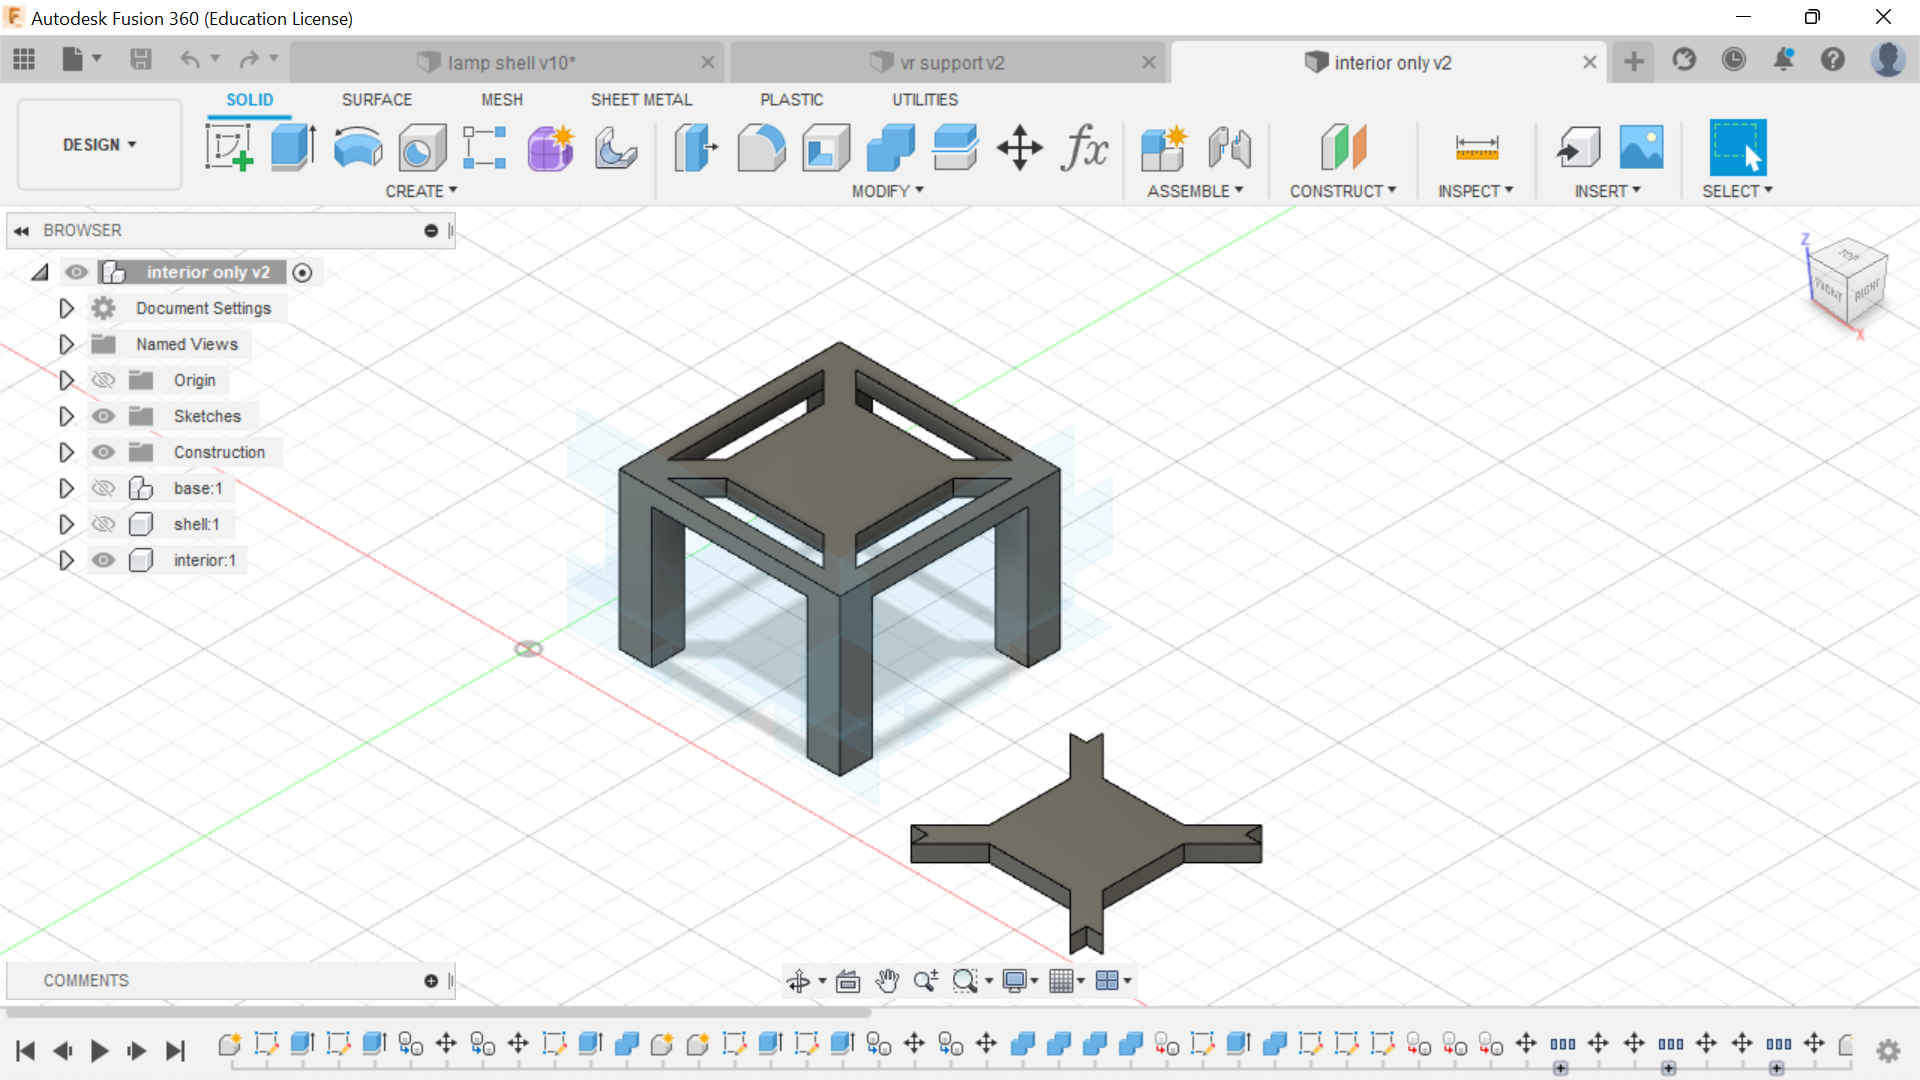 Autodesk Fusion 360 (Education License)
lamp shell v10*
vr support v2
interior only v2
DESIGN
SOLID SURFACE MESH SHEET METAL PLASTIC UTILITIES
CREATE MODIFY ASSEMBLE CONSTRUCT INSPECT INSERT SELECT
BROWSER
interior only v2
Document Settings
Named Views
Origin
Sketches
Construction
base:1
shell:1
interior:1
Z
TOP
FRONT RIGHT
X
COMMENTS